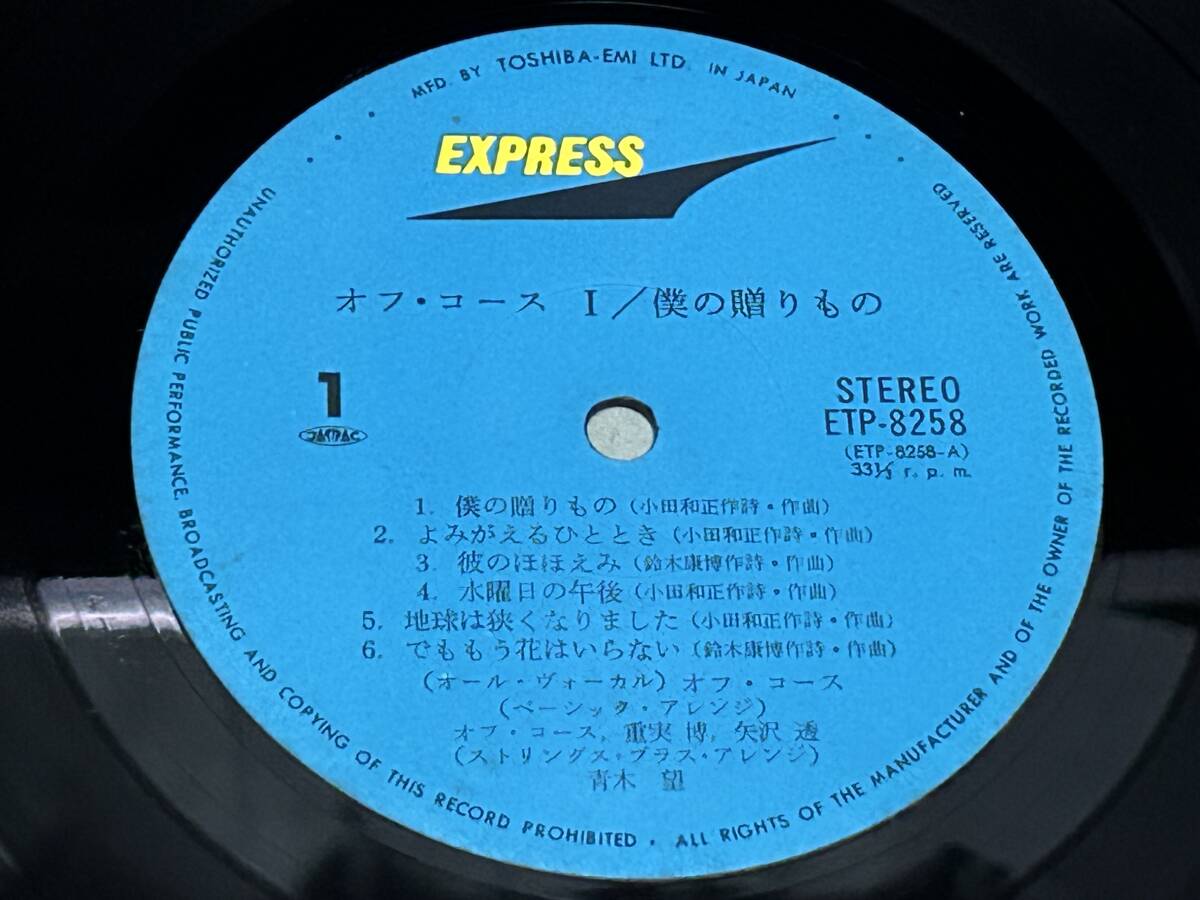 MFD. BY TOSHIBA-EMI LTD. IN JAPAN
EXPRESS
オフ・コース I/僕の贈りもの
1
JASRAC
STEREO
ETP-8258
(ETP-8258-A)
33⅓ r. p. m.
1. 僕の贈りもの(小田和正作詩・作曲)
2. よみがえるひととき(小田和正作詩・作曲)
3. 彼のほほえみ(鈴木康博作詩・作曲)
4. 水曜日の午後(小田和正作詩・作曲)
5. 地球は狭くなりました(小田和正作詩・作曲)
6. でももう花はいらない(鈴木康博作詩・作曲)
(オール・ヴォーカル) オフ・コース
(ベーシック・アレンジ)
オフ・コース, 重実 博, 矢沢 透
(ストリングス・ブラス・アレンジ)
青木 望
UNAUTHORIZED PUBLIC PERFORMANCE, BROADCASTING AND COPYING OF THIS RECORD PROHIBITED • ALL RIGHTS OF THE MANUFACTURER AND OF THE OWNER OF THE RECORDED WORK ARE RESERVED